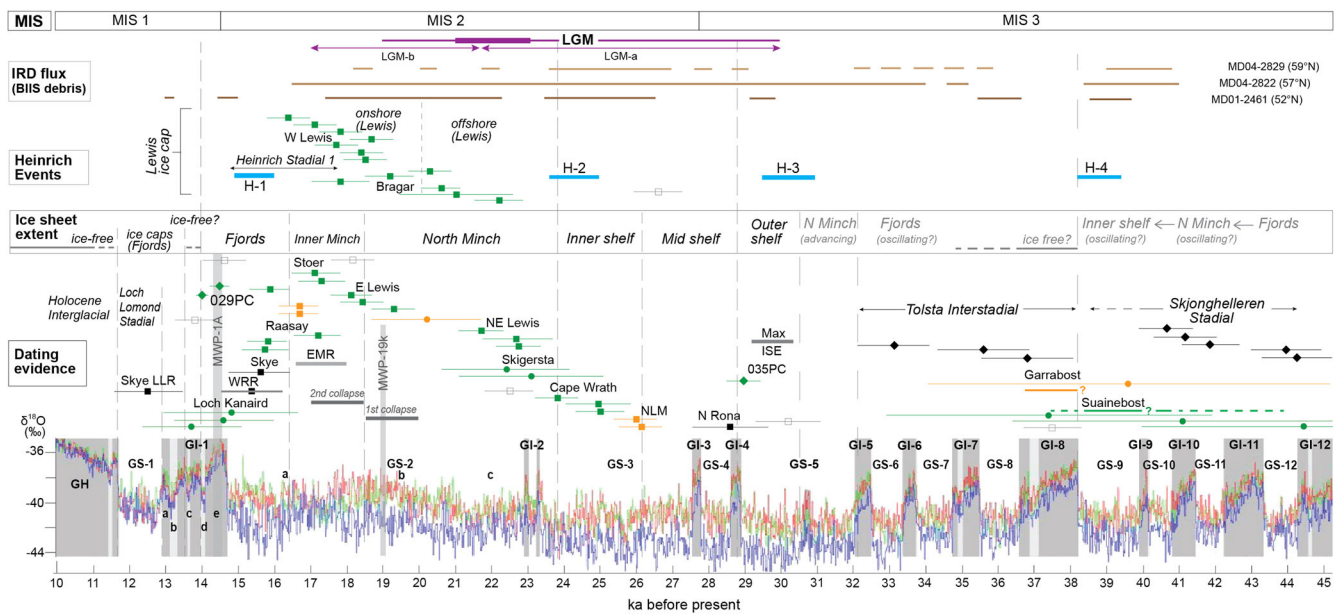 MIS
MIS 1
MIS 2
MIS 3
LGM
LGM-b
LGM-a
IRD flux
(BIIS debris)
MD04-2829 (59°N)
MD04-2822 (57°N)
MD01-2461 (52°N)
Lewis
ice cap
onshore
(Lewis)
offshore
(Lewis)
W Lewis
Heinrich Stadial 1
Bragar
Heinrich
Events
H-1
H-2
H-3
H-4
Ice sheet
extent
ice-free
ice caps
(Fjords)
ice-free?
Fjords
Inner Minch
North Minch
Inner shelf
Mid shelf
Outer
shelf
N Minch
(advancing)
Fjords
(oscillating?)
ice free?
Inner shelf
(oscillating?)
N Minch
(oscillating?)
Fjords
Holocene
Interglacial
Loch
Lomond
Stadial
029PC
MWP-1A
Stoer
E Lewis
Raasay
NE Lewis
Tolsta Interstadial
Skjonghelleren
Stadial
Dating
evidence
Skye
EMR
MWP-19k
Skigersta
Max
ISE
035PC
Skye LLR
WRR
2nd collapse
1st collapse
Cape Wrath
Garrabost
?
Loch Kanaird
NLM
N Rona
Suainebost
?
δ18O
(‰)
-36
-40
-44
GH
GS-1
GI-1
a
b
c
d
e
GS-2
a
b
c
GI-2
GS-3
GI-3
GS-4
GI-4
GS-5
GI-5
GS-6
GI-6
GS-7
GI-7
GS-8
GI-8
GS-9
GI-9
GS-10
GI-10
GS-11
GI-11
GS-12
GI-12
10 11 12 13 14 15 16 17 18 19 20 21 22 23 24 25 26 27 28 29 30 31 32 33 34 35 36 37 38 39 40 41 42 43 44 45
ka before present